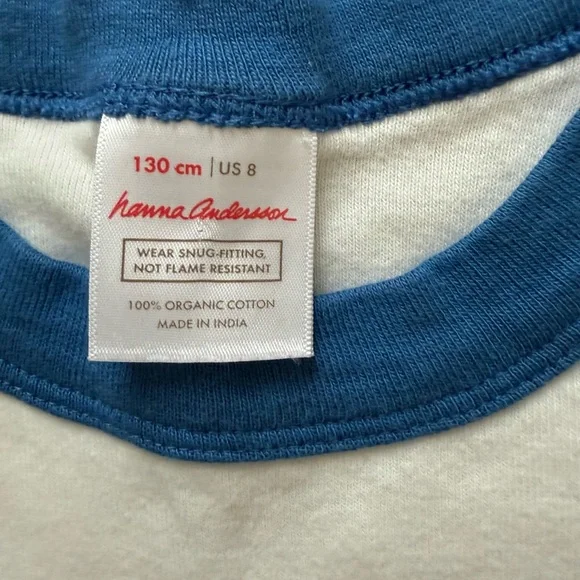 130 cm | US 8
hanna andersson
WEAR SNUG-FITTING,
NOT FLAME RESISTANT
100% ORGANIC COTTON
MADE IN INDIA